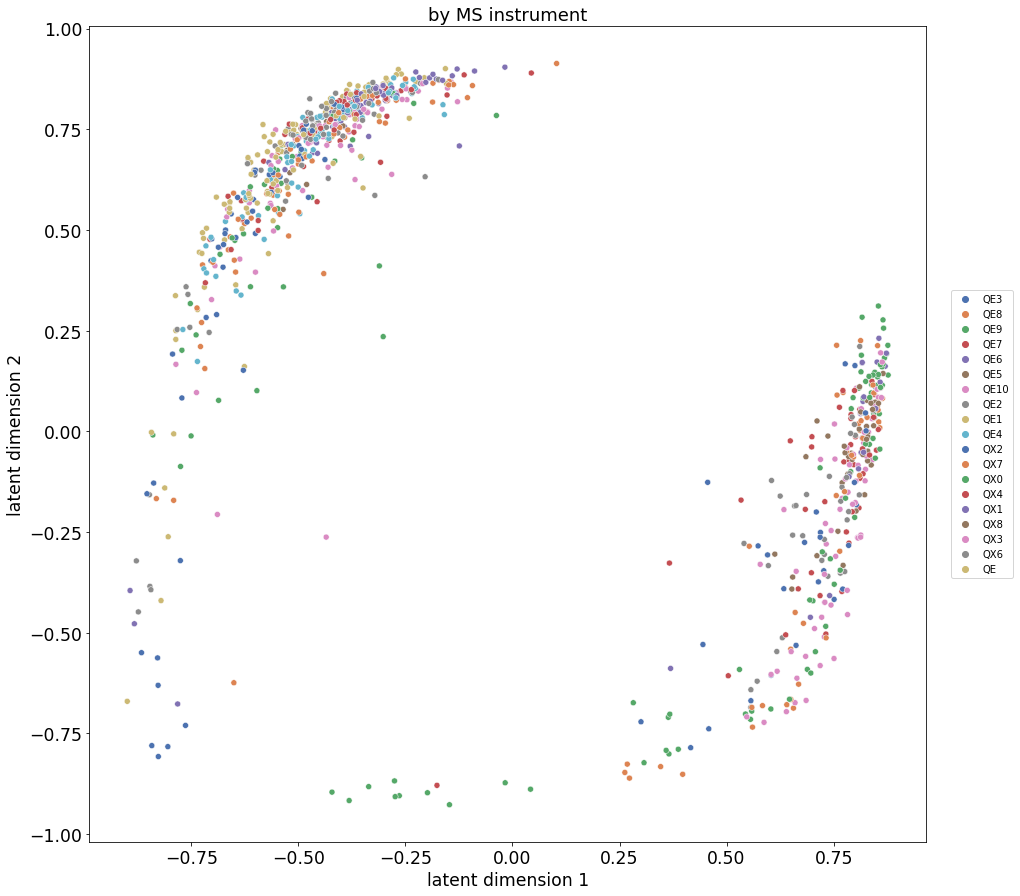 by MS instrument
1.00
0.75
0.50
0.25
0.00
−0.25
−0.50
−0.75
−1.00
latent dimension 2
−0.75
−0.50
−0.25
0.00
0.25
0.50
0.75
latent dimension 1
QE3
QE8
QE9
QE7
QE6
QE5
QE10
QE2
QE1
QE4
QX2
QX7
QX0
QX4
QX1
QX8
QX3
QX6
QE